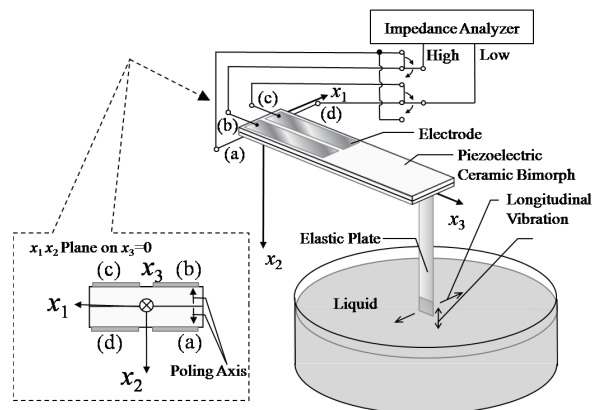 Impedance Analyzer
High
Low
(c)
x1
(d)
(b)
(a)
Electrode
Piezoelectric
Ceramic Bimorph
Longitudinal
Vibration
x3
x2
Elastic Plate
Liquid
x1 x2 Plane on x3=0
(c)
x3
(b)
x1
(d)
(a)
Poling Axis
x2